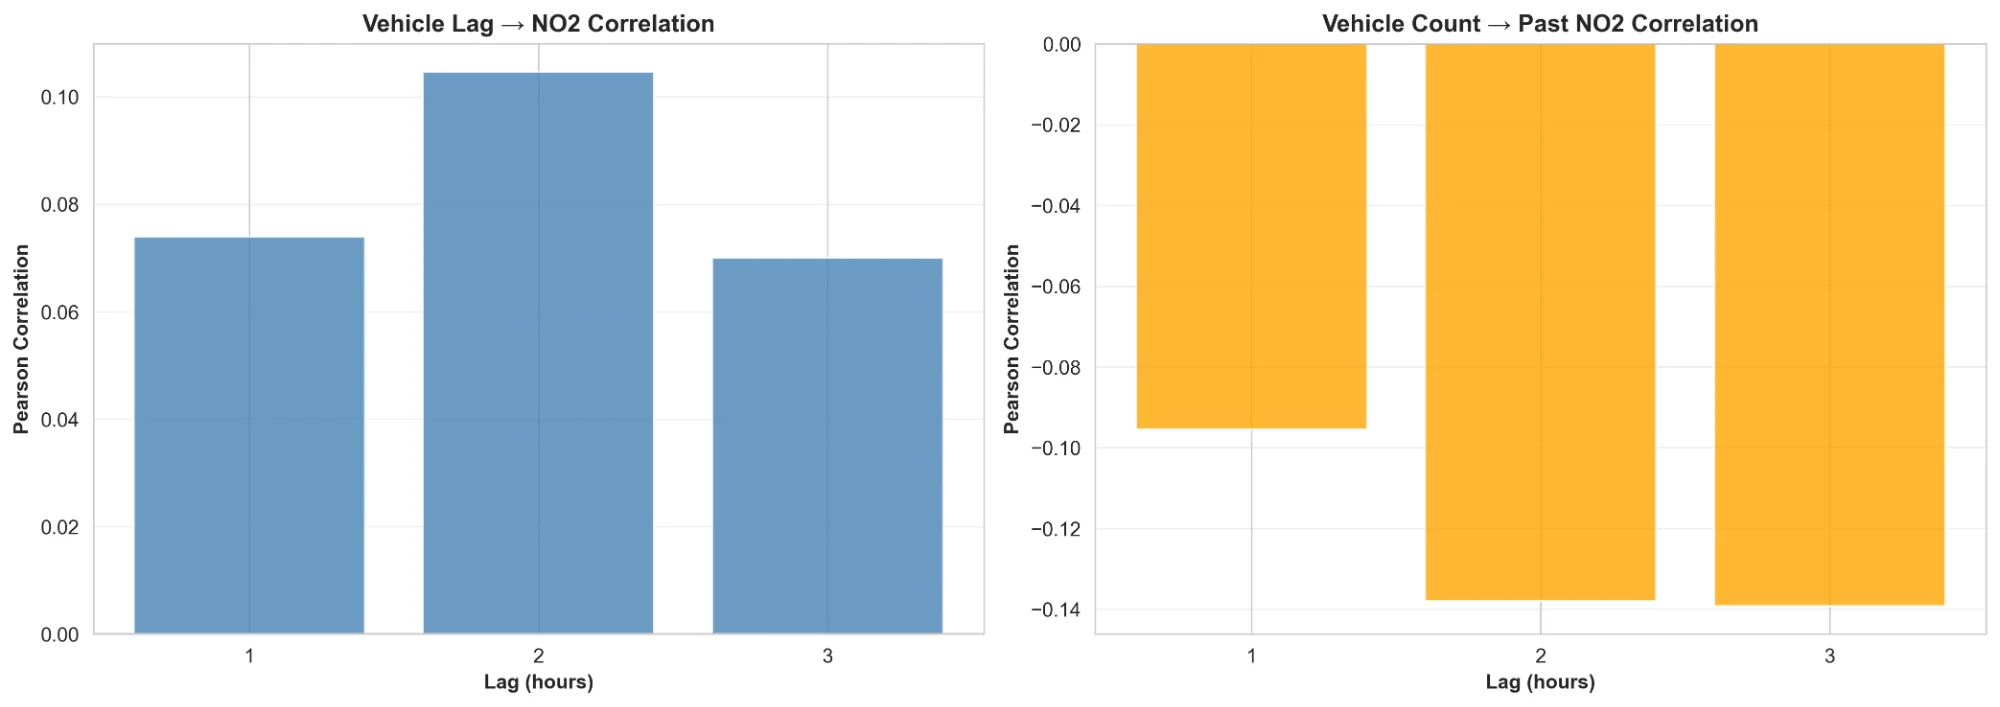 Vehicle Lag → NO2 Correlation
Pearson Correlation
0.10
0.08
0.06
0.04
0.02
0.00
1 2 3
Lag (hours)
Vehicle Count → Past NO2 Correlation
Pearson Correlation
0.00
−0.02
−0.04
−0.06
−0.08
−0.10
−0.12
−0.14
1 2 3
Lag (hours)